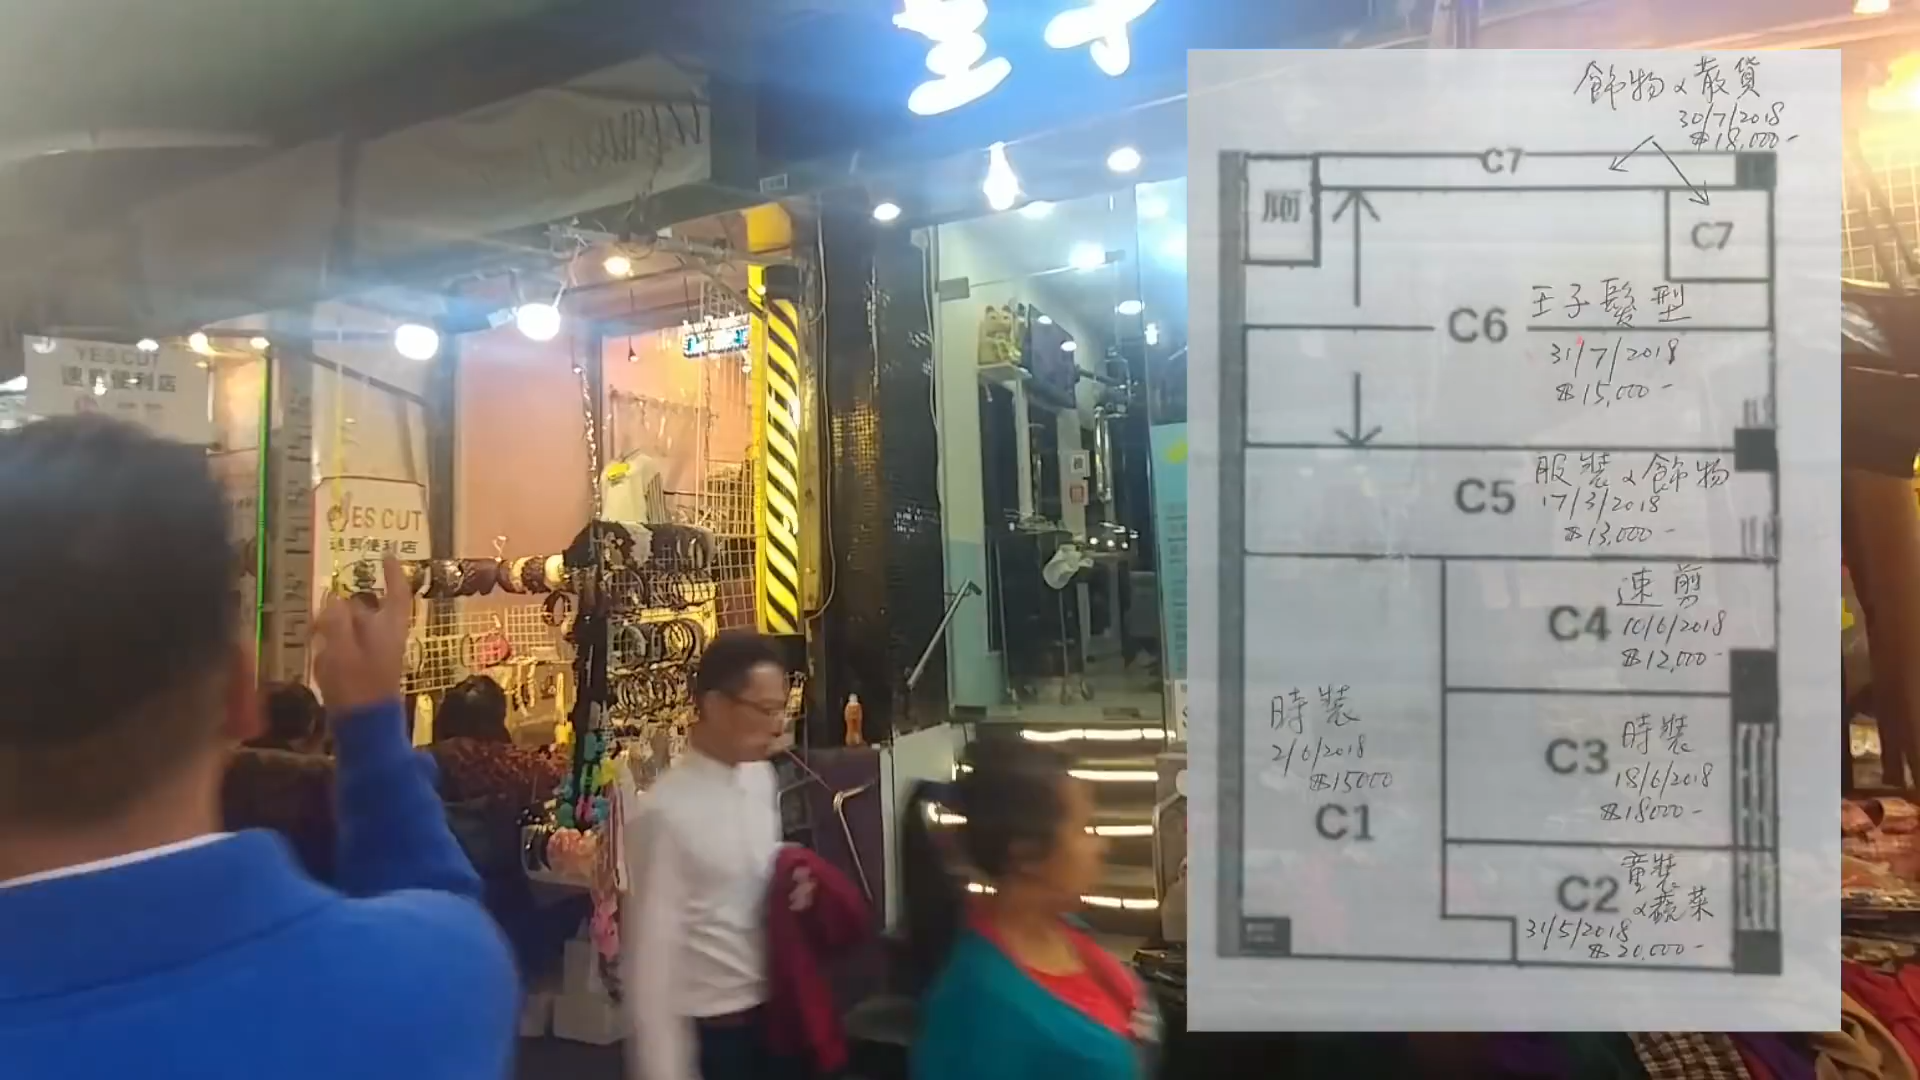 YES CUT
速剪便利店
YES CUT
速剪便利店
飾物 & 散貨
30/7/2018
$18,000-
C7
廁
C7
王子髮型
C6
31/7/2018
$15,000-
服裝 & 飾物
C5
17/3/2018
$13,000-
速剪
C4
10/6/2018
$12,000-
時裝
2/6/2018
$15000
C1
時裝
C3
18/6/2018
$18000-
童裝
C2
&蔬菜
31/5/2018
$20,000-